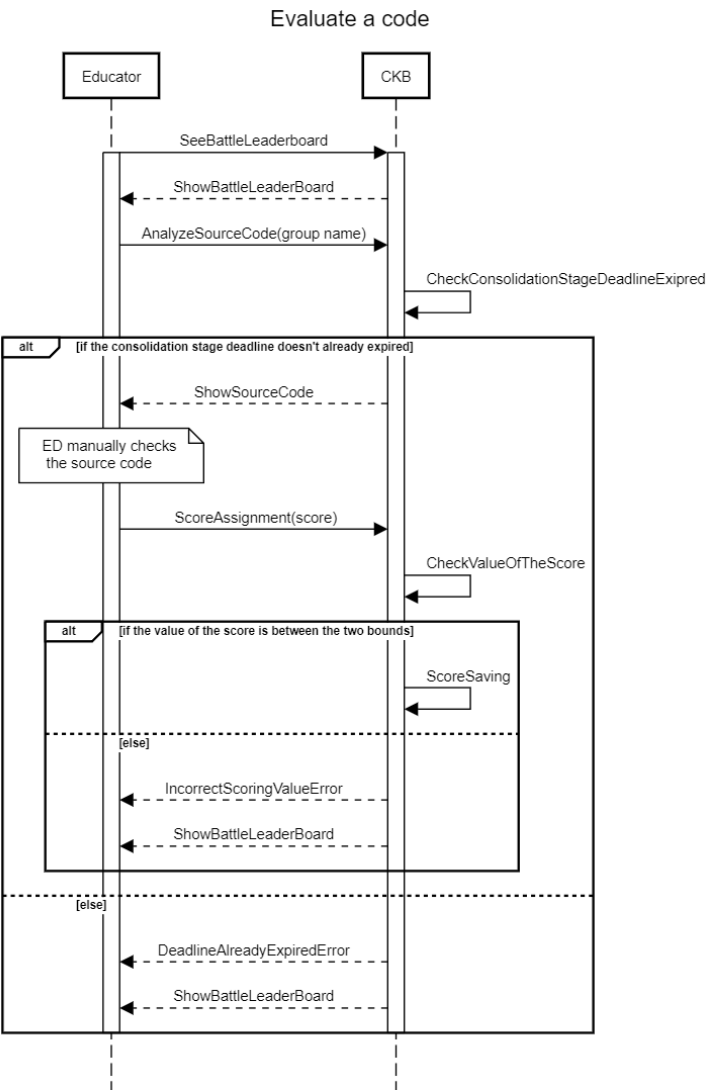 Evaluate a code
Educator
CKB
SeeBattleLeaderboard
ShowBattleLeaderBoard
AnalyzeSourceCode(group name)
CheckConsolidationStageDeadlineExipred
alt
[if the consolidation stage deadline doesn't already expired]
ShowSourceCode
ED manually checks
the source code
ScoreAssignment(score)
CheckValueOfTheScore
alt
[if the value of the score is between the two bounds]
ScoreSaving
[else]
IncorrectScoringValueError
ShowBattleLeaderBoard
[else]
DeadlineAlreadyExpiredError
ShowBattleLeaderBoard